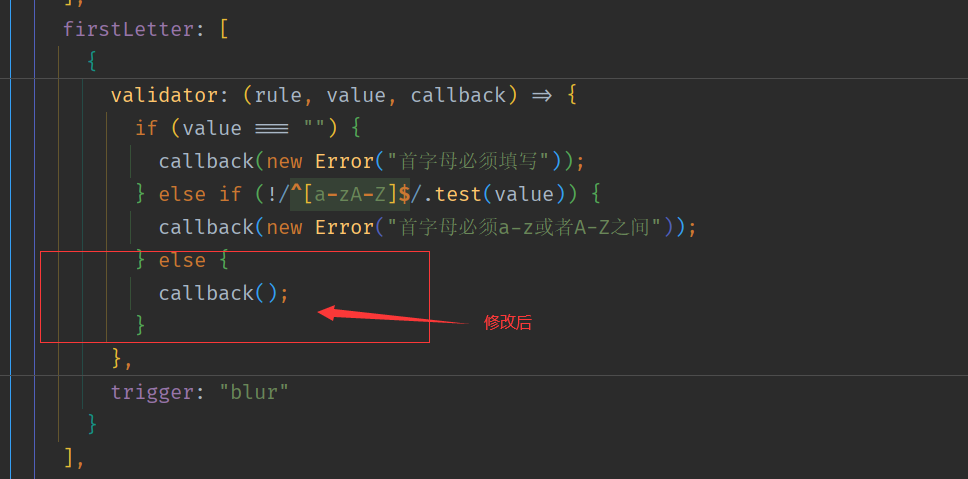 ],
firstLetter: [
{
validator: (rule, value, callback) => {
if (value === "") {
callback(new Error("首字母必须填写"));
} else if (!/^[a-zA-Z]$/.test(value)) {
callback(new Error("首字母必须a-z或者A-Z之间"));
} else {
callback();
}
修改后
},
trigger: "blur"
}
],